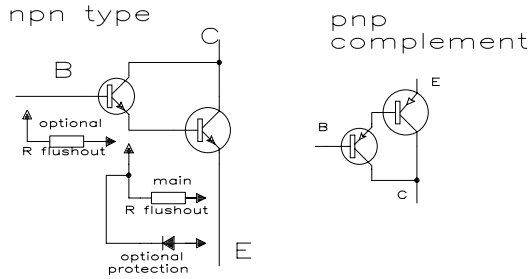 npn type
C
B
optional
R flushout
main
R flushout
optional
protection
E
pnp
complement
E
B
C